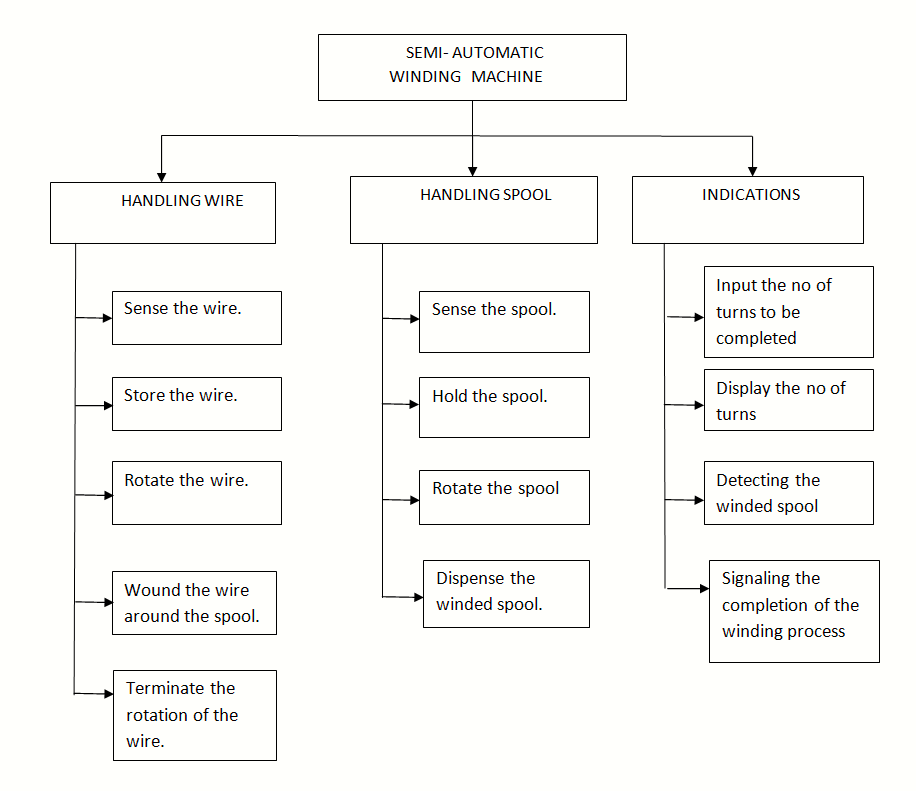 SEMI- AUTOMATIC
WINDING MACHINE
HANDLING WIRE
Sense the wire.
Store the wire.
Rotate the wire.
Wound the wire
around the spool.
Terminate the
rotation of the
wire.
HANDLING SPOOL
Sense the spool.
Hold the spool.
Rotate the spool
Dispense the
winded spool.
INDICATIONS
Input the no of
turns to be
completed
Display the no of
turns
Detecting the
winded spool
Signaling the
completion of the
winding process